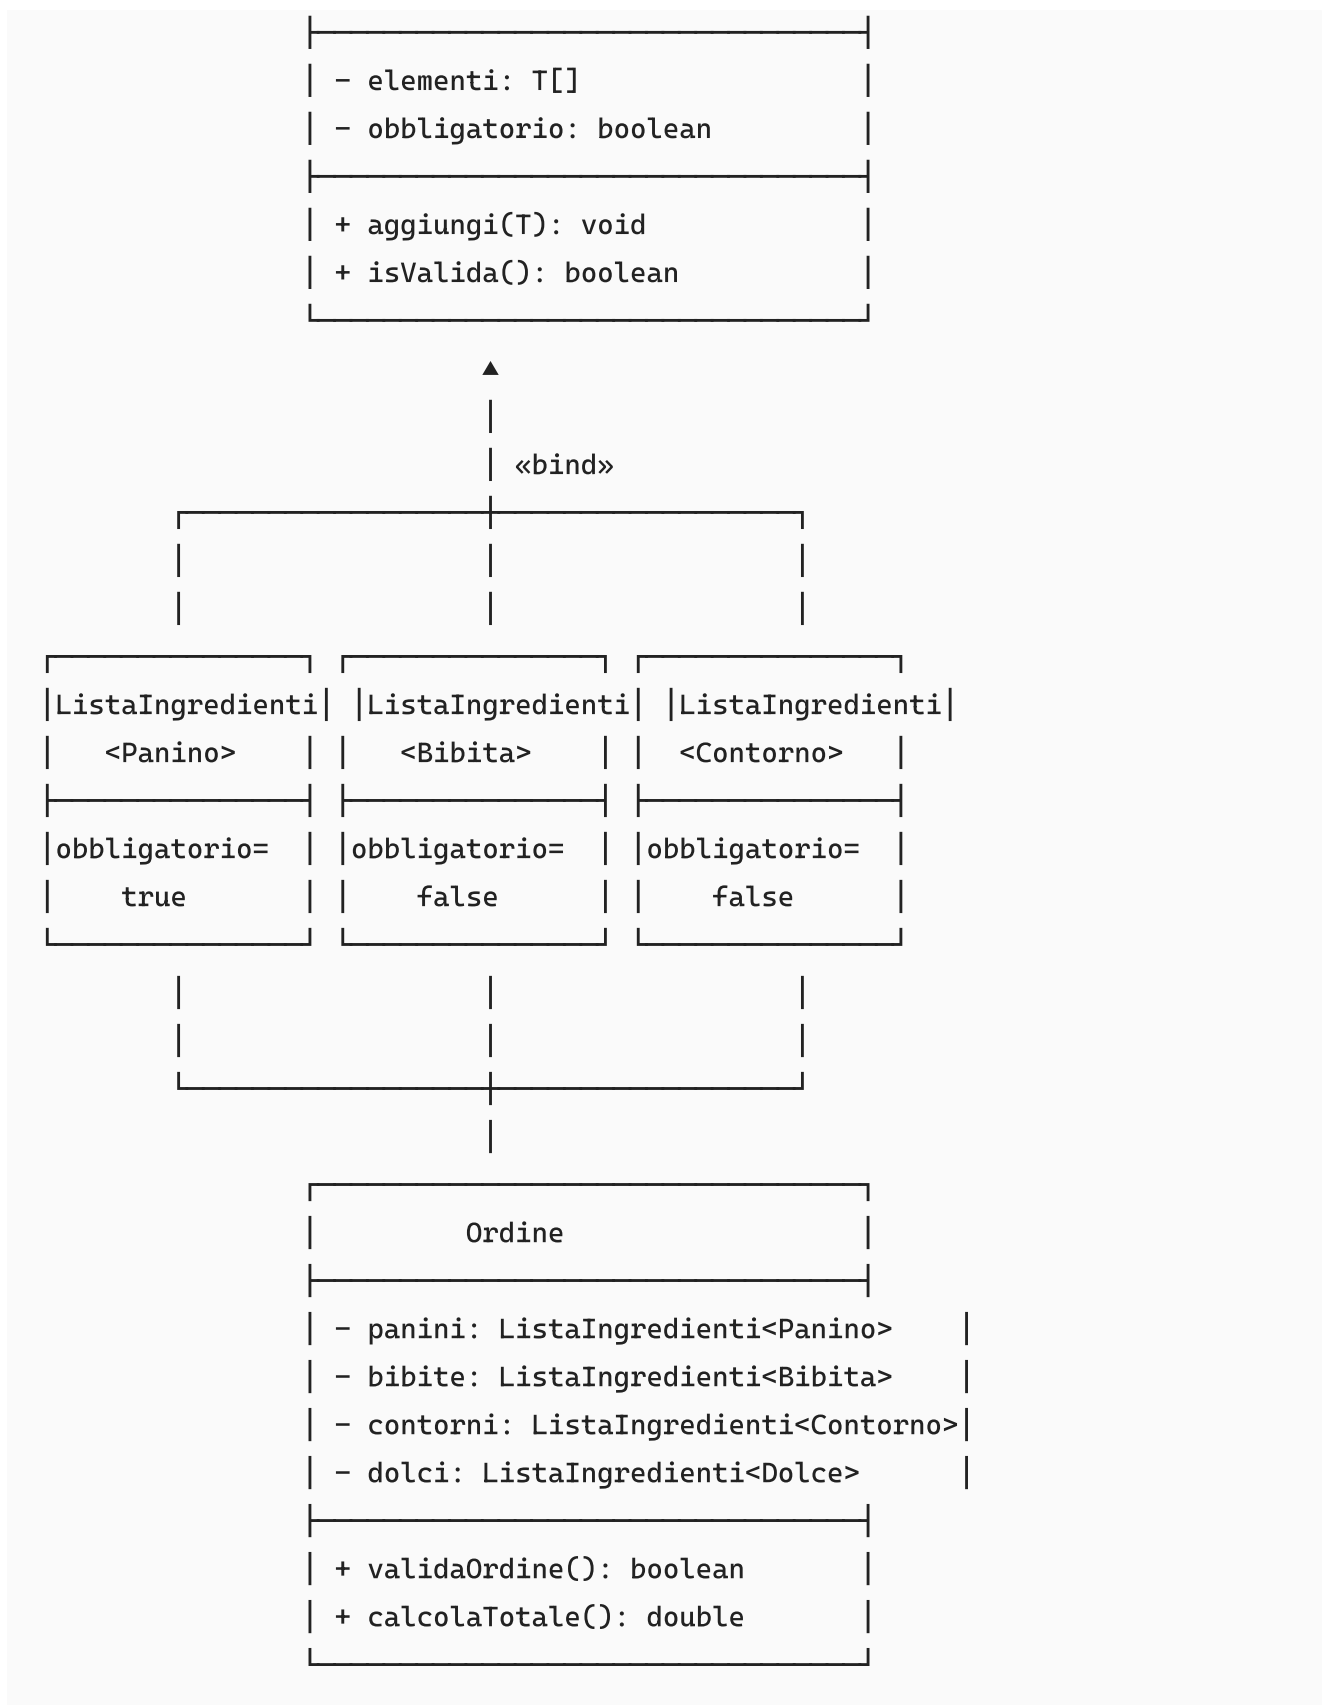 - elementi: T[]
- obbligatorio: boolean
+ aggiungi(T): void
+ isValida(): boolean
«bind»
ListaIngredienti ListaIngredienti ListaIngredienti
<Panino> <Bibita> <Contorno>
obbligatorio= obbligatorio= obbligatorio=
true false false
Ordine
- panini: ListaIngredienti<Panino>
- bibite: ListaIngredienti<Bibita>
- contorni: ListaIngredienti<Contorno>
- dolci: ListaIngredienti<Dolce>
+ validaOrdine(): boolean
+ calcolaTotale(): double